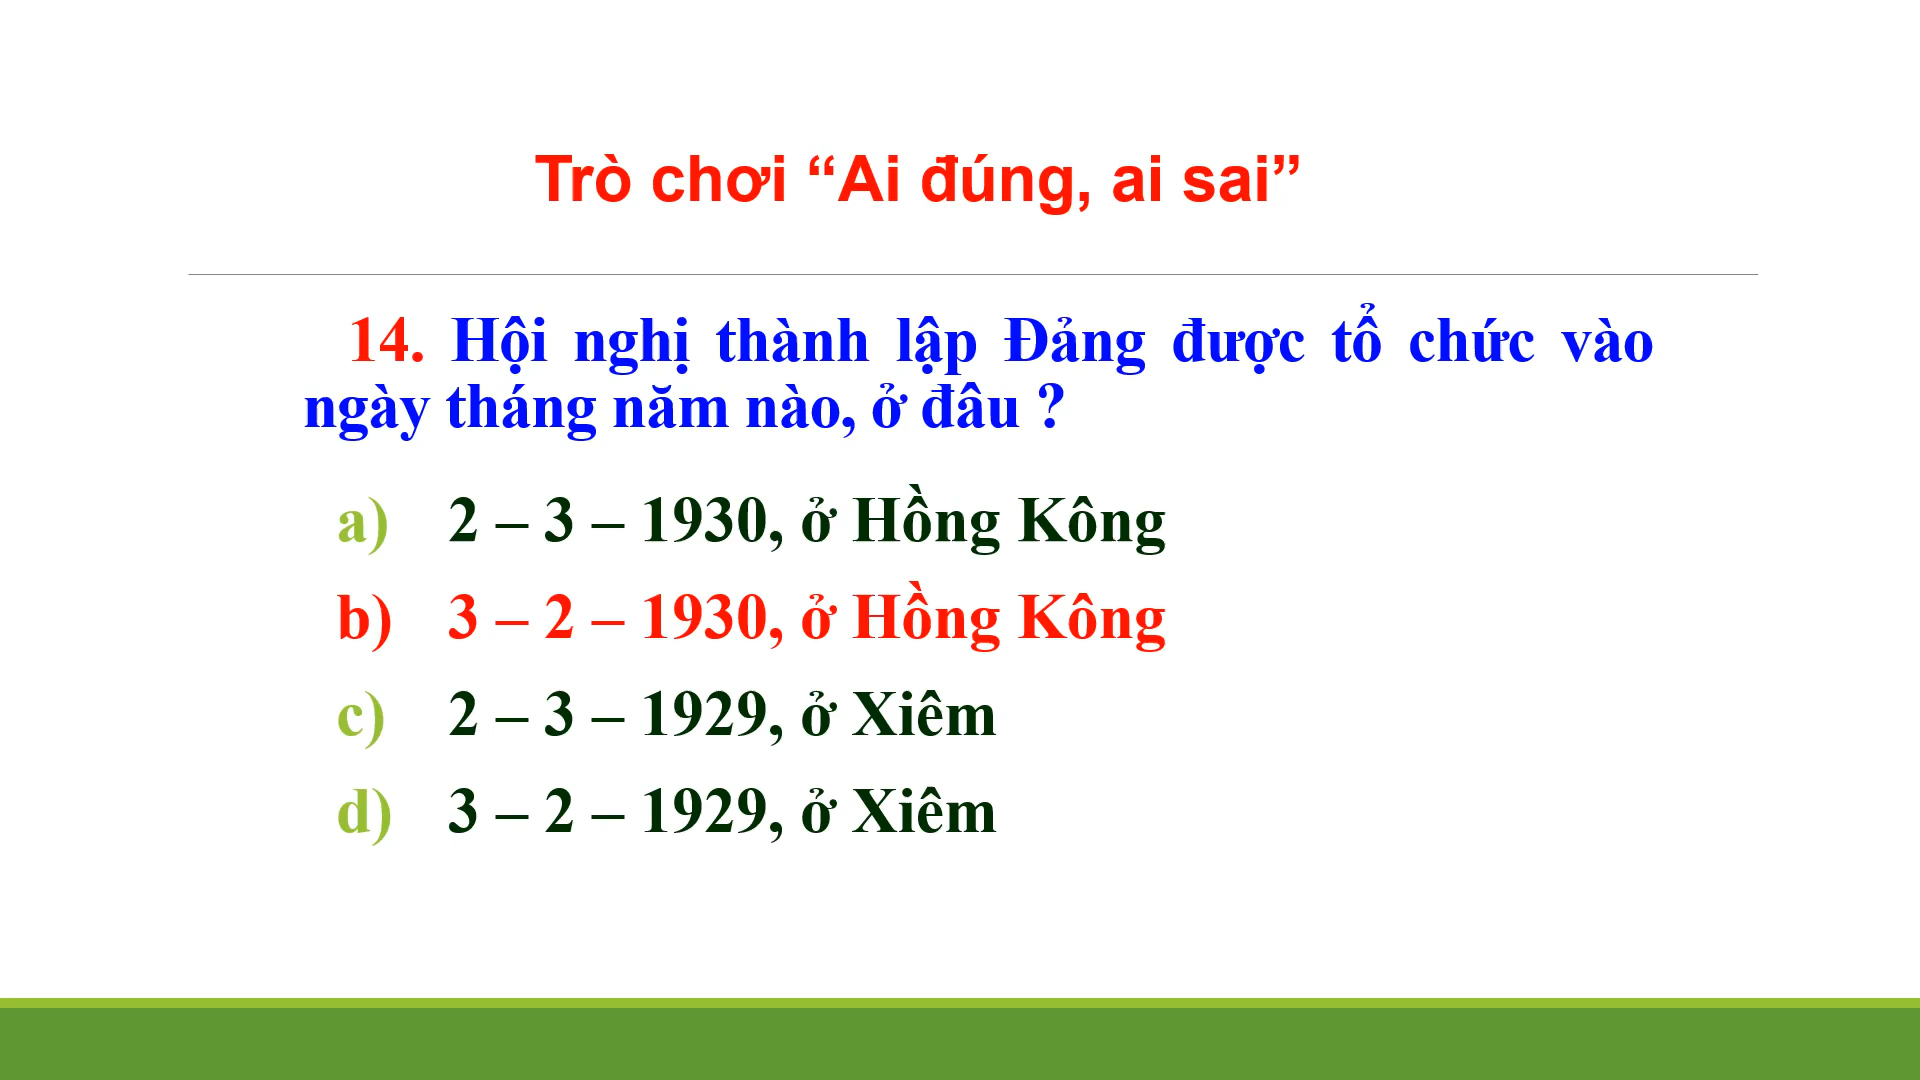 Trò chơi “Ai đúng, ai sai”
14. Hội nghị thành lập Đảng được tổ chức vào
ngày tháng năm nào, ở đâu ?
a) 2 – 3 – 1930, ở Hồng Kông
b) 3 – 2 – 1930, ở Hồng Kông
c) 2 – 3 – 1929, ở Xiêm
d) 3 – 2 – 1929, ở Xiêm